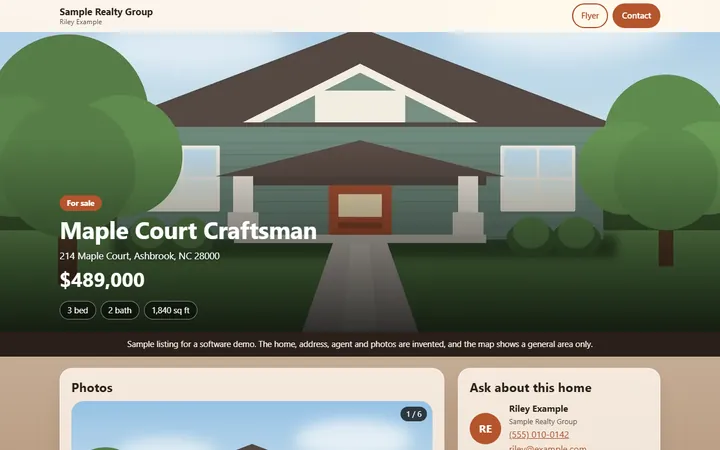 Sample Realty Group
Riley Example
Flyer
Contact
For sale
Maple Court Craftsman
214 Maple Court, Ashbrook, NC 28000
$489,000
3 bed
2 bath
1,840 sq ft
Sample listing for a software demo. The home, address, agent and photos are invented, and the map shows a general area only.
Photos
1 / 6
Ask about this home
RE
Riley Example
Sample Realty Group
(555) 010-0142
riley@example.com